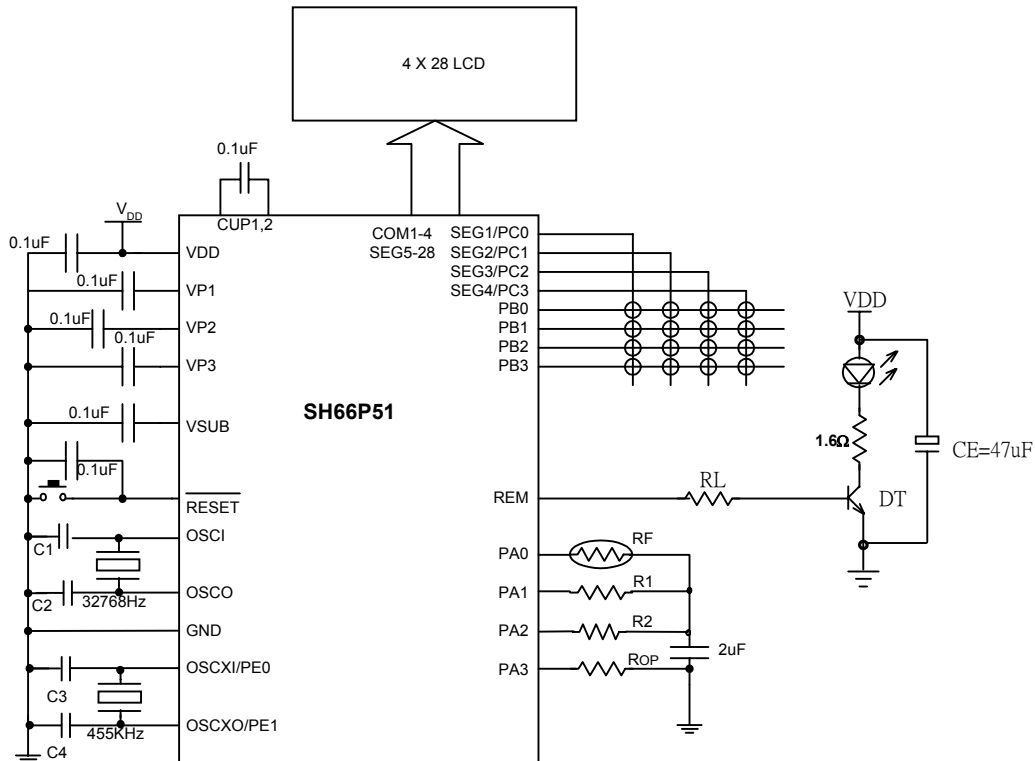 4 X 28 LCD
0.1uF
VDD
CUP1,2
COM1-4
SEG5-28
SEG1/PC0
SEG2/PC1
SEG3/PC2
SEG4/PC3
PB0
PB1
PB2
PB3
0.1uF
VDD
0.1uF
VP1
0.1uF
VP2
0.1uF
VP3
0.1uF
VSUB
0.1uF
RESET
SH66P51
VDD
1.6Ω
CE=47uF
DT
REM
RL
C1
OSCI
C2
32768Hz
OSCO
GND
C3
OSCXI/PE0
C4
455KHz
OSCXO/PE1
PA0
RF
PA1
R1
PA2
R2
2uF
PA3
ROP